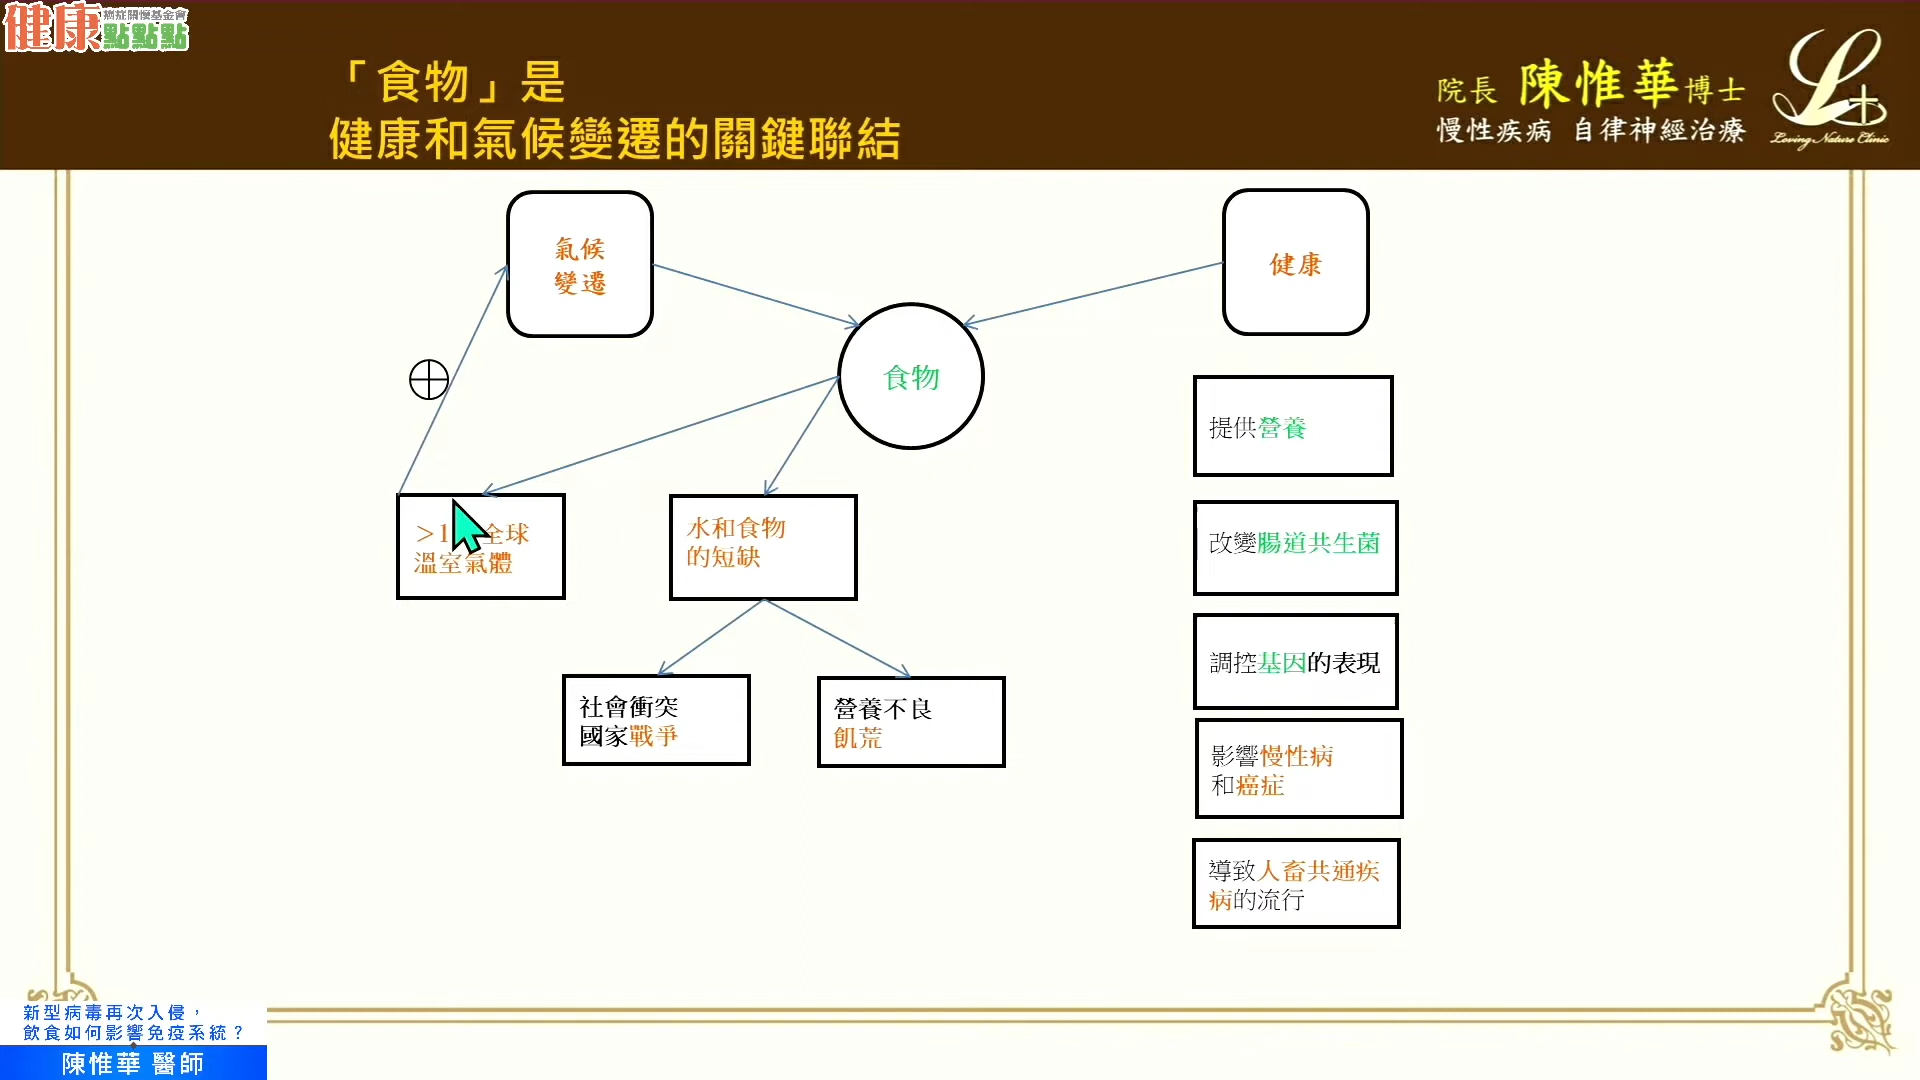 健康
癌症關懷基金會
點點點
「食物」是
健康和氣候變遷的關鍵聯結
院長 陳惟華博士
慢性疾病 自律神經治療
Loving Nature Clinic
氣候
變遷
健康
食物
提供營養
改變腸道共生菌
調控基因的表現
影響慢性病
和癌症
導致人畜共通疾
病的流行
>1 全球
溫室氣體
水和食物
的短缺
社會衝突
國家戰爭
營養不良
飢荒
新型病毒再次入侵，
飲食如何影響免疫系統？
陳惟華 醫師